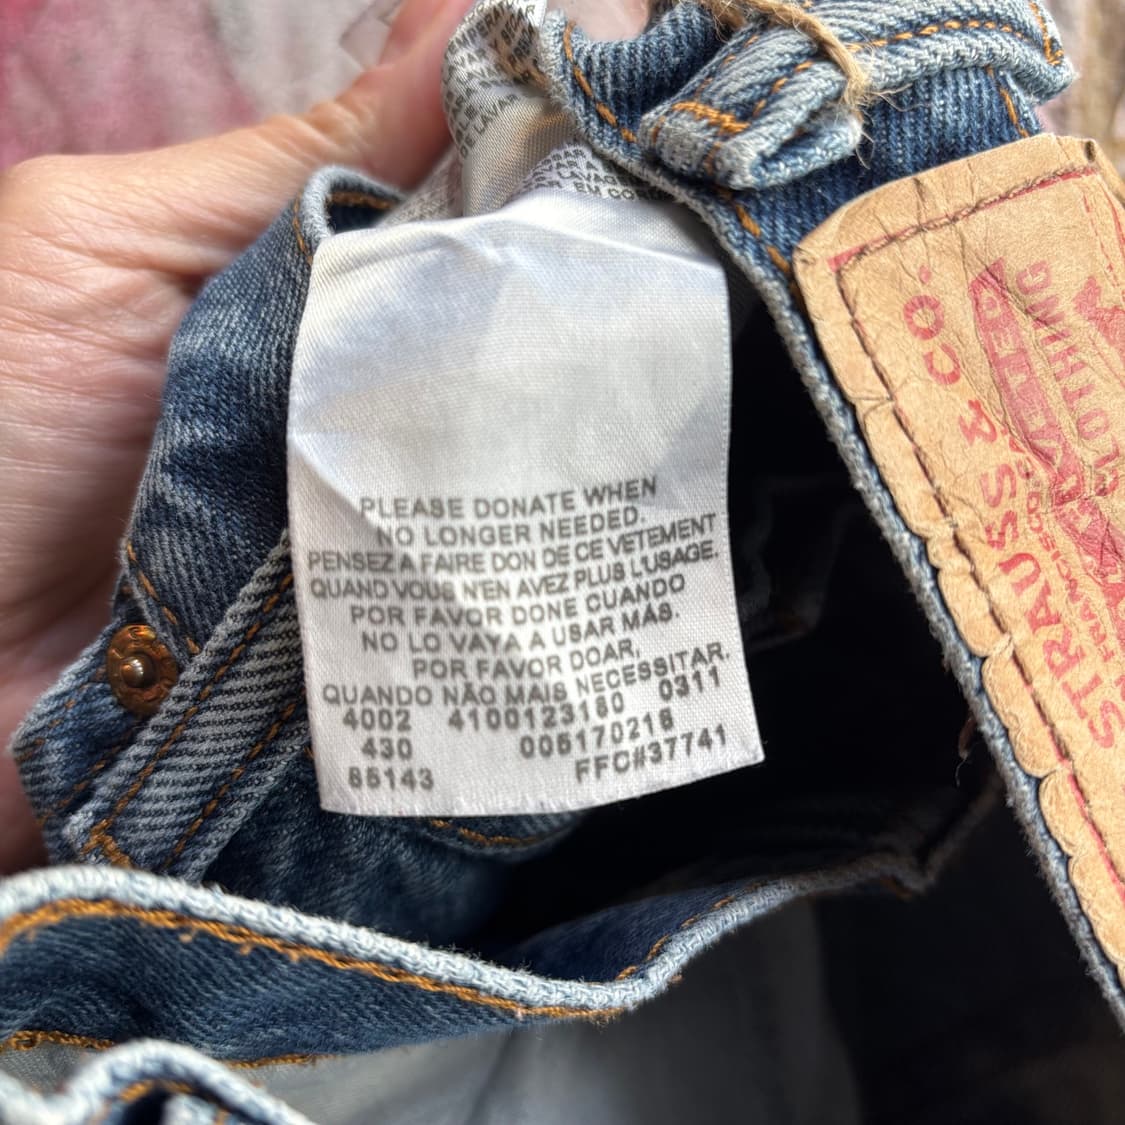 PLEASE DONATE WHEN
NO LONGER NEEDED.
PENSEZ A FAIRE DON DE CE VETEMENT
QUAND VOUS N'EN AVEZ PLUS L'USAGE.
POR FAVOR DONE CUANDO
NO LO VAYA A USAR MÁS.
POR FAVOR DOAR,
QUANDO NÃO MAIS NECESSITAR.
4002 4100123180 0311
430 005170218
85143 FFC#37741
STRAUSS & CO.
CLOTHING